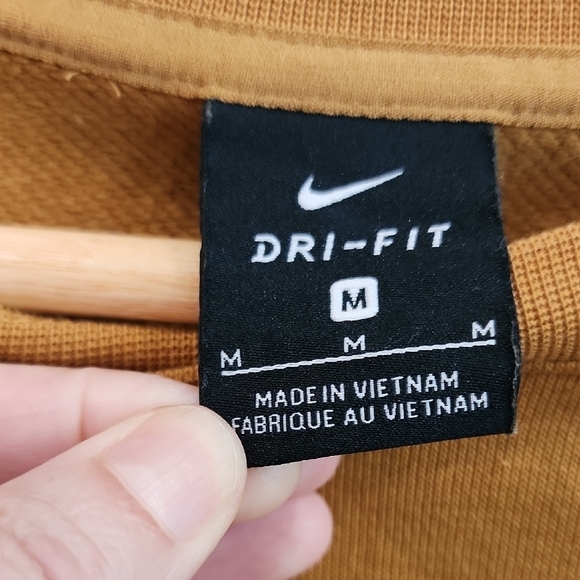 DRI-FIT
M
M M M
MADE IN VIETNAM
FABRIQUE AU VIETNAM